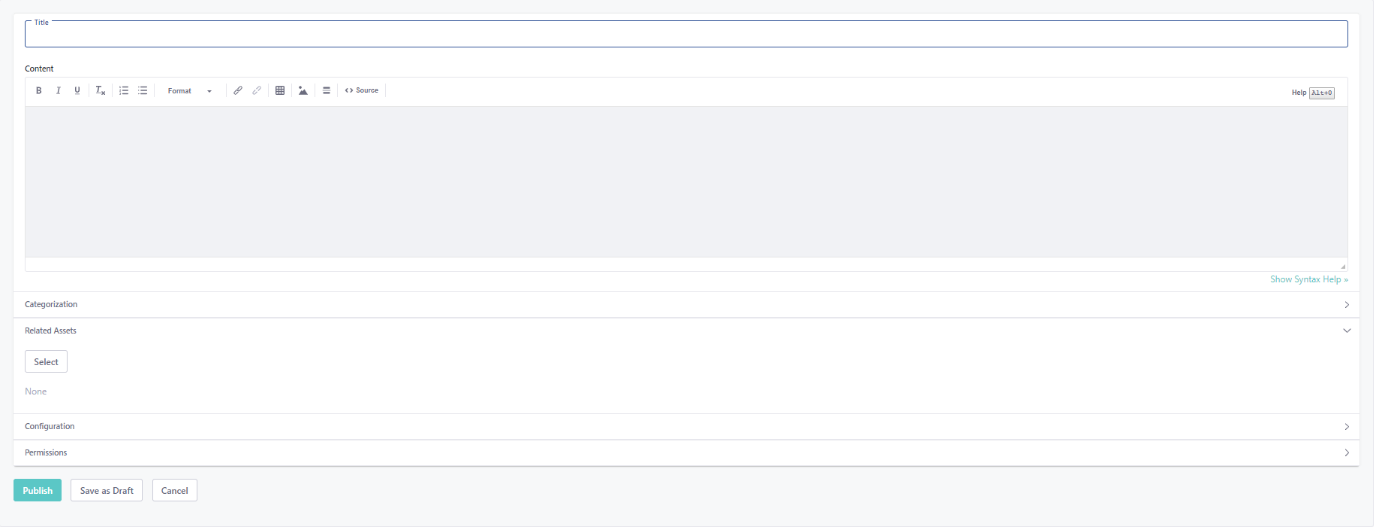 Title
Content
B I U Tx Format Source Help Alt+0
Show Syntax Help »
Categorization
Related Assets
Select
None
Configuration
Permissions
Publish Save as Draft Cancel